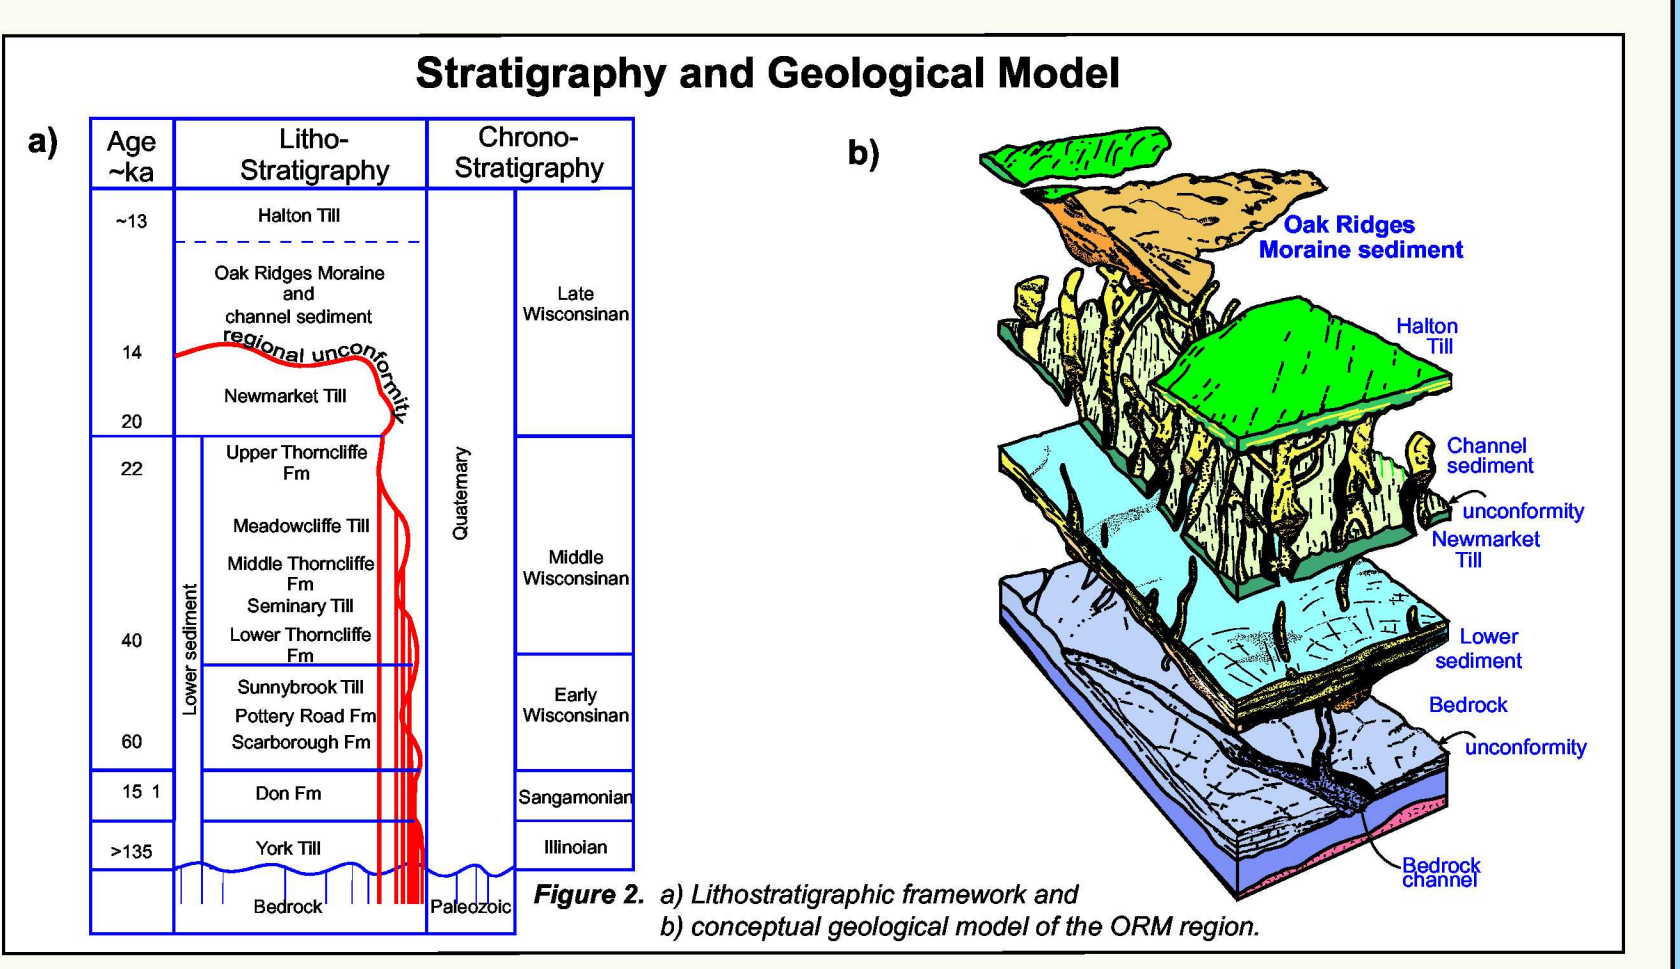 Stratigraphy and Geological Model
a)
Age
~ka
Litho-
Stratigraphy
Chrono-
Stratigraphy
~13
Halton Till
Oak Ridges Moraine
and
channel sediment
regional unconformity
14
Newmarket Till
20
Late
Wisconsinan
Lower sediment
Quaternary
22
Upper Thorncliffe
Fm
Meadowcliffe Till
Middle Thorncliffe
Fm
Seminary Till
40
Lower Thorncliffe
Fm
Middle
Wisconsinan
Sunnybrook Till
Pottery Road Fm
60
Scarborough Fm
Early
Wisconsinan
15 1
Don Fm
Sangamonian
>135
York Till
Illinoian
Bedrock
Paleozoic
b)
Oak Ridges
Moraine sediment
Halton
Till
Channel
sediment
unconformity
Newmarket
Till
Lower
sediment
Bedrock
unconformity
Bedrock
channel
Figure 2. a) Lithostratigraphic framework and
b) conceptual geological model of the ORM region.